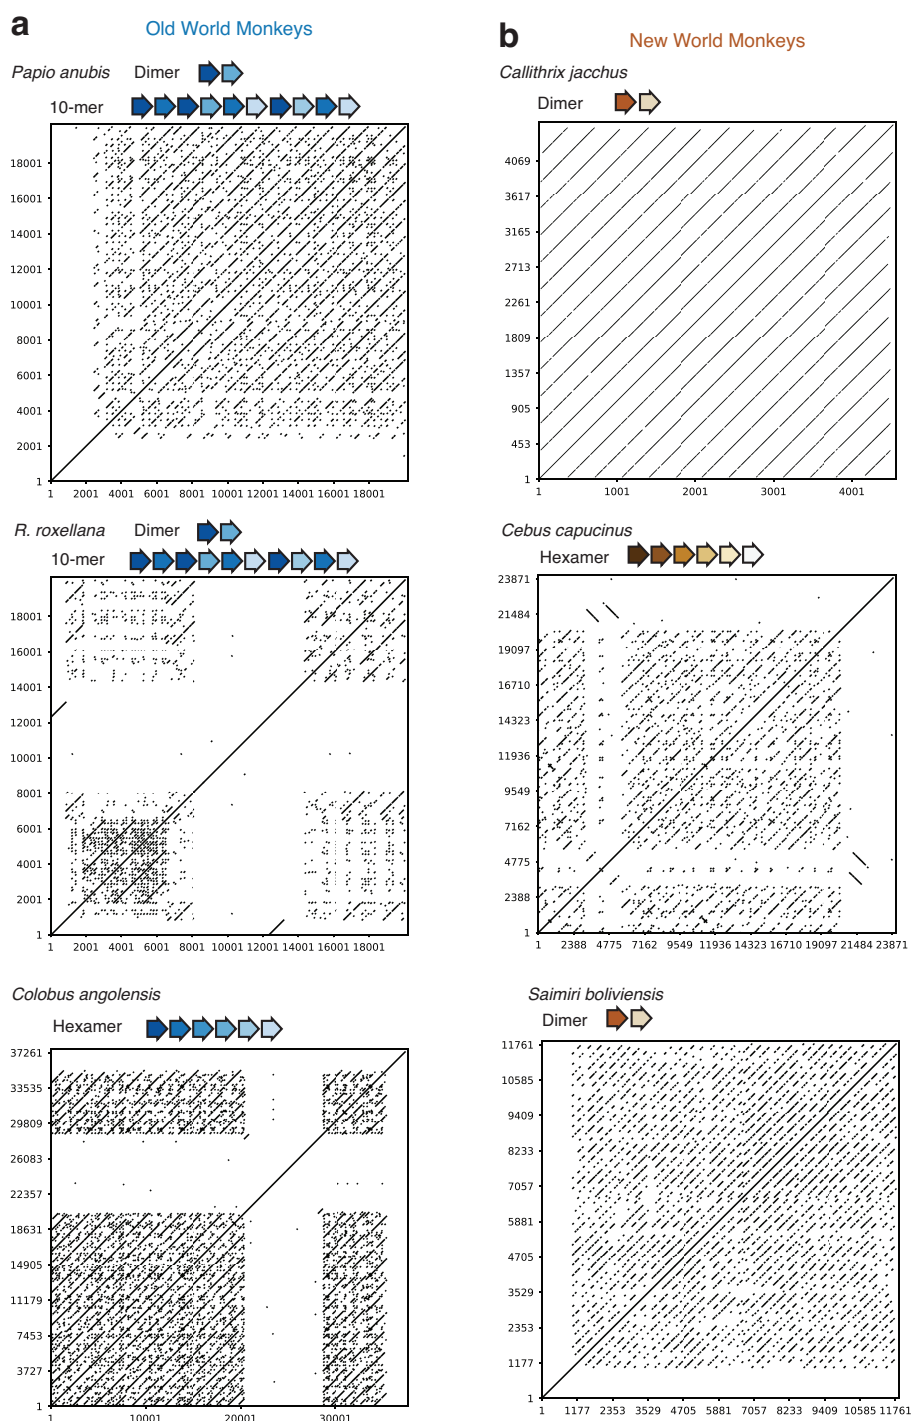 a
Old World Monkeys
Papio anubis
Dimer
10-mer
18001
16001
14001
12001
10001
8001
6001
4001
2001
1
1 2001 4001 6001 8001 10001 12001 14001 16001 18001
R. roxellana
Dimer
10-mer
18001
16001
14001
12001
10001
8001
6001
4001
2001
1
1 2001 4001 6001 8001 10001 12001 14001 16001 18001
Colobus angolensis
Hexamer
37261
33535
29809
26083
22357
18631
14905
11179
7453
3727
1
1 10001 20001 30001
b
New World Monkeys
Callithrix jacchus
Dimer
4069
3617
3165
2713
2261
1809
1357
905
453
1
1 1001 2001 3001 4001
Cebus capucinus
Hexamer
23871
21484
19097
16710
14323
11936
9549
7162
4775
2388
1
1 2388 4775 7162 9549 11936 14323 16710 19097 21484 23871
Saimiri boliviensis
Dimer
11761
10585
9409
8233
7057
5881
4705
3529
2353
1177
1
1 1177 2353 3529 4705 5881 7057 8233 9409 10585 11761